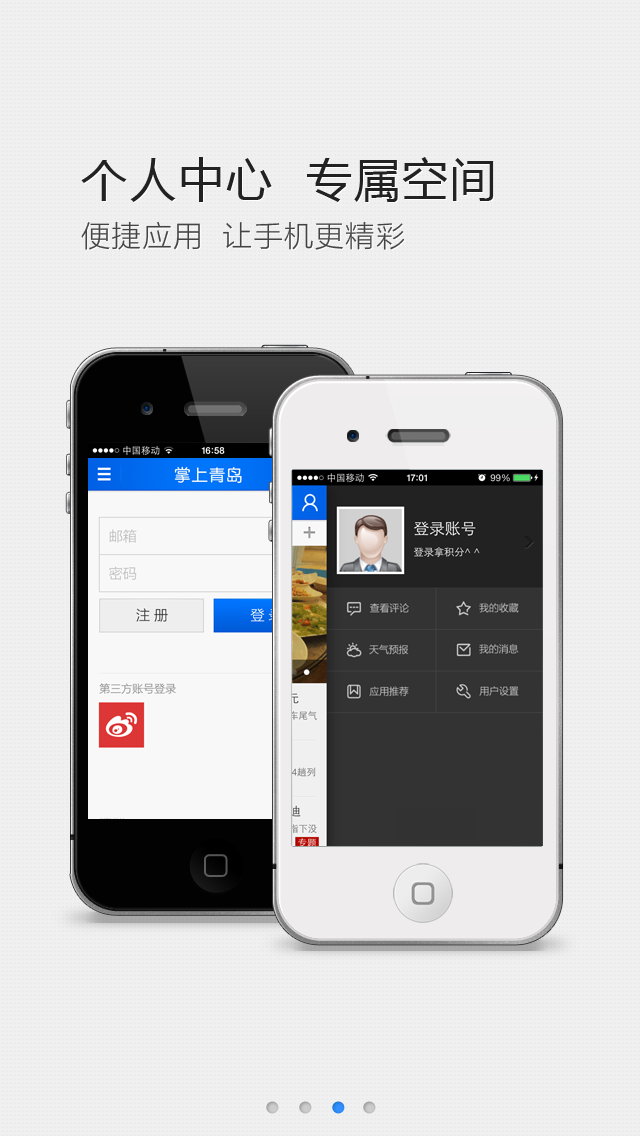 个人中心 专属空间
便捷应用 让手机更精彩
中国移动 16:58
掌上青岛
邮箱
密码
注册 登录
第三方账号登录
中国移动 17:01 99%
登录账号
登录拿积分^ ^
查看评论 我的收藏
天气预报 我的消息
应用推荐 用户设置
元
车尾气
4趟列
迪
指下没
专题